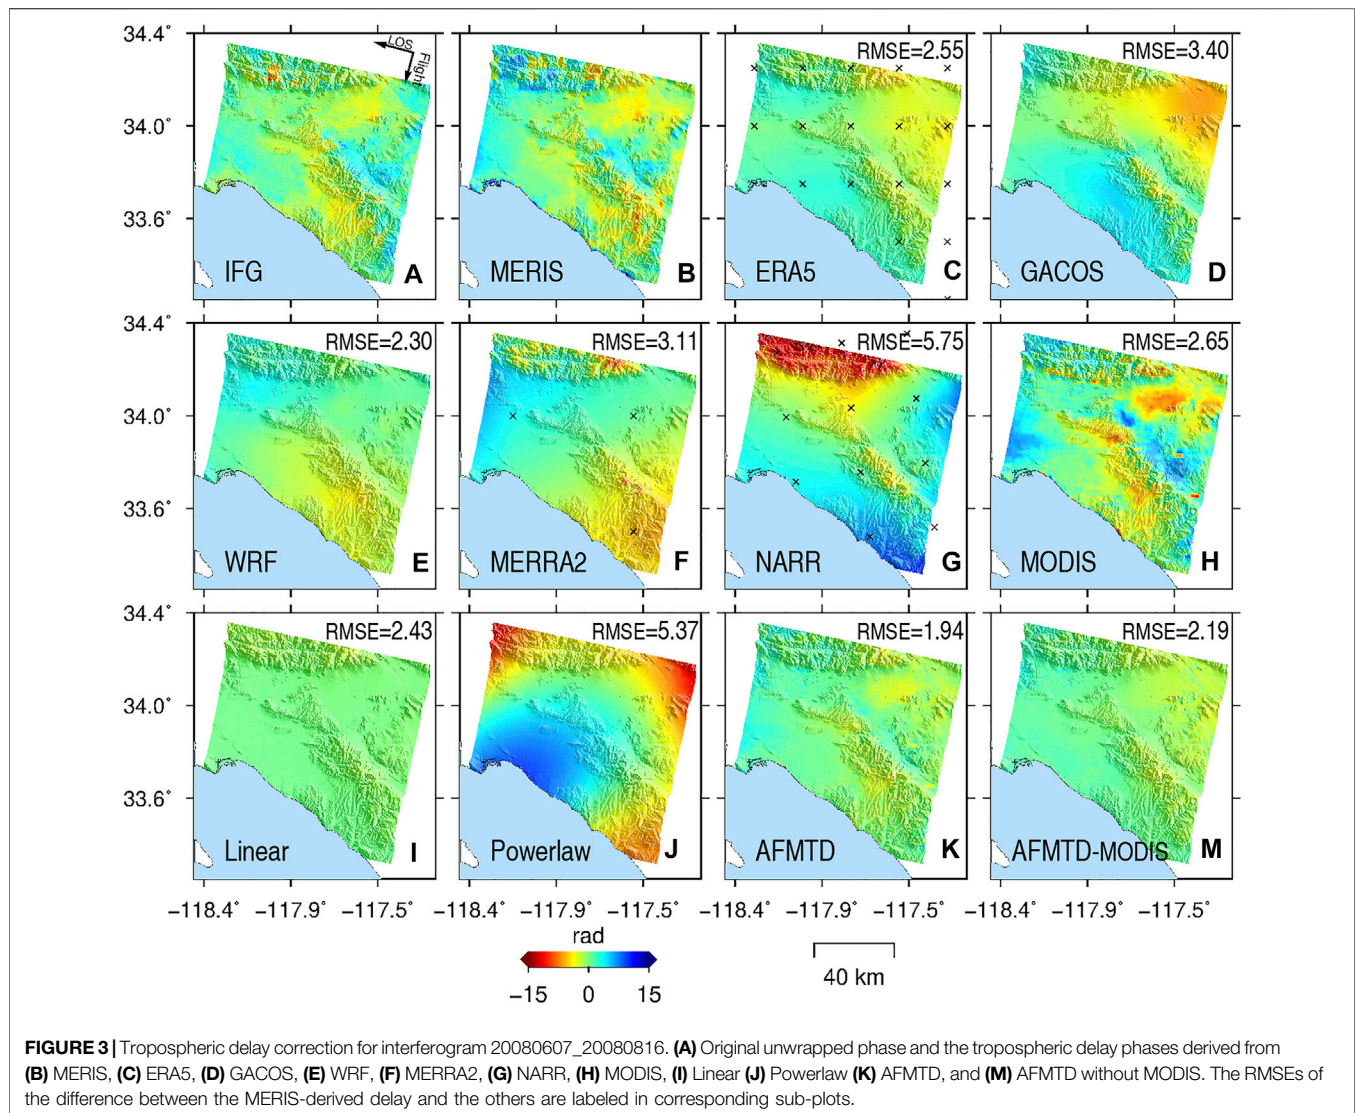 34.4°
34.0°
33.6°
LOS
Flight
IFG
A
MERIS
B
RMSE=2.55
ERA5
C
RMSE=3.40
GACOS
D
34.4°
34.0°
33.6°
RMSE=2.30
WRF
E
RMSE=3.11
MERRA2
F
RMSE=5.75
NARR
G
RMSE=2.65
MODIS
H
34.4°
34.0°
33.6°
RMSE=2.43
Linear
I
RMSE=5.37
Powerlaw
J
RMSE=1.94
AFMTD
K
RMSE=2.19
AFMTD-MODIS
M
−118.4° −117.9° −117.5° −118.4° −117.9° −117.5° −118.4° −117.9° −117.5° −118.4° −117.9° −117.5°
rad
−15 0 15
40 km
FIGURE 3 | Tropospheric delay correction for interferogram 20080607_20080816. (A) Original unwrapped phase and the tropospheric delay phases derived from
(B) MERIS, (C) ERA5, (D) GACOS, (E) WRF, (F) MERRA2, (G) NARR, (H) MODIS, (I) Linear (J) Powerlaw (K) AFMTD, and (M) AFMTD without MODIS. The RMSEs of
the difference between the MERIS-derived delay and the others are labeled in corresponding sub-plots.